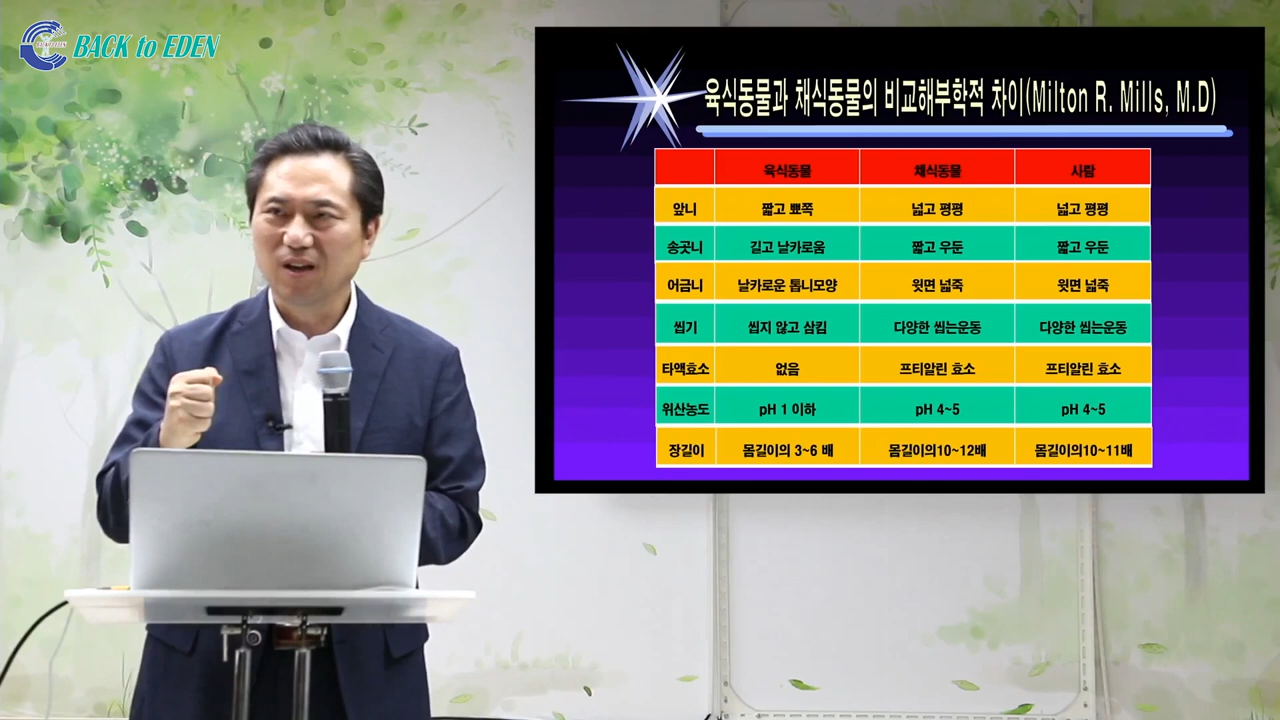 BACK to EDEN
육식동물과 채식동물의 비교해부학적 차이(Milton R. Mills, M.D)
육식동물 채식동물 사람
앞니 짧고 뾰쪽 넓고 평평 넓고 평평
송곳니 길고 날카로움 짧고 우둔 짧고 우둔
어금니 날카로운 톱니모양 윗면 넓죽 윗면 넓죽
씹기 씹지 않고 삼킴 다양한 씹는운동 다양한 씹는운동
타액효소 없음 프티알린 효소 프티알린 효소
위산농도 pH 1 이하 pH 4~5 pH 4~5
장길이 몸길이의 3~6 배 몸길이의10~12배 몸길이의10~11배